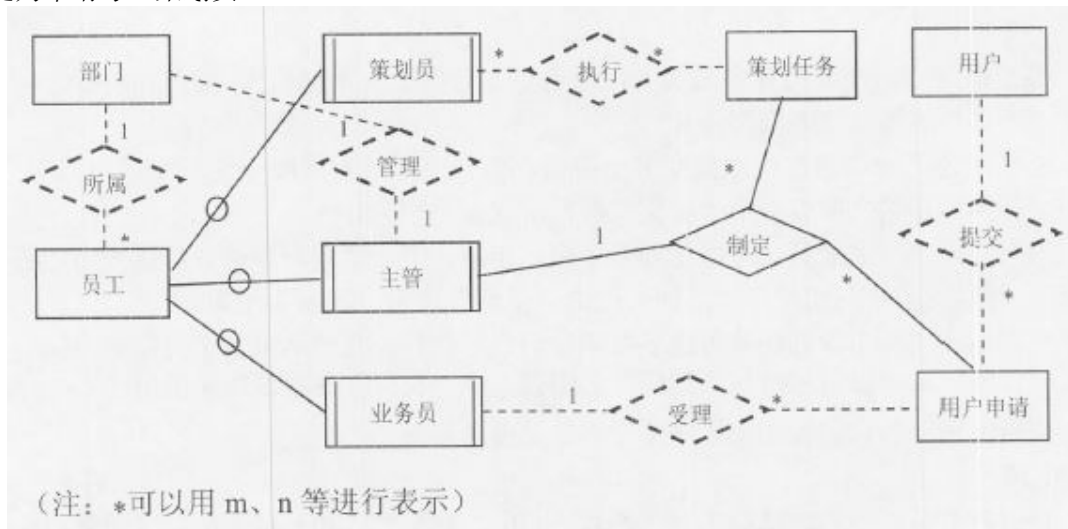 部门
策划员
*
执行
*
策划任务
用户
1
所属
*
1
管理
1
*
1
提交
*
员工
主管
1
制定
*
业务员
1
受理
*
用户申请
（注：*可以用 m、n 等进行表示）